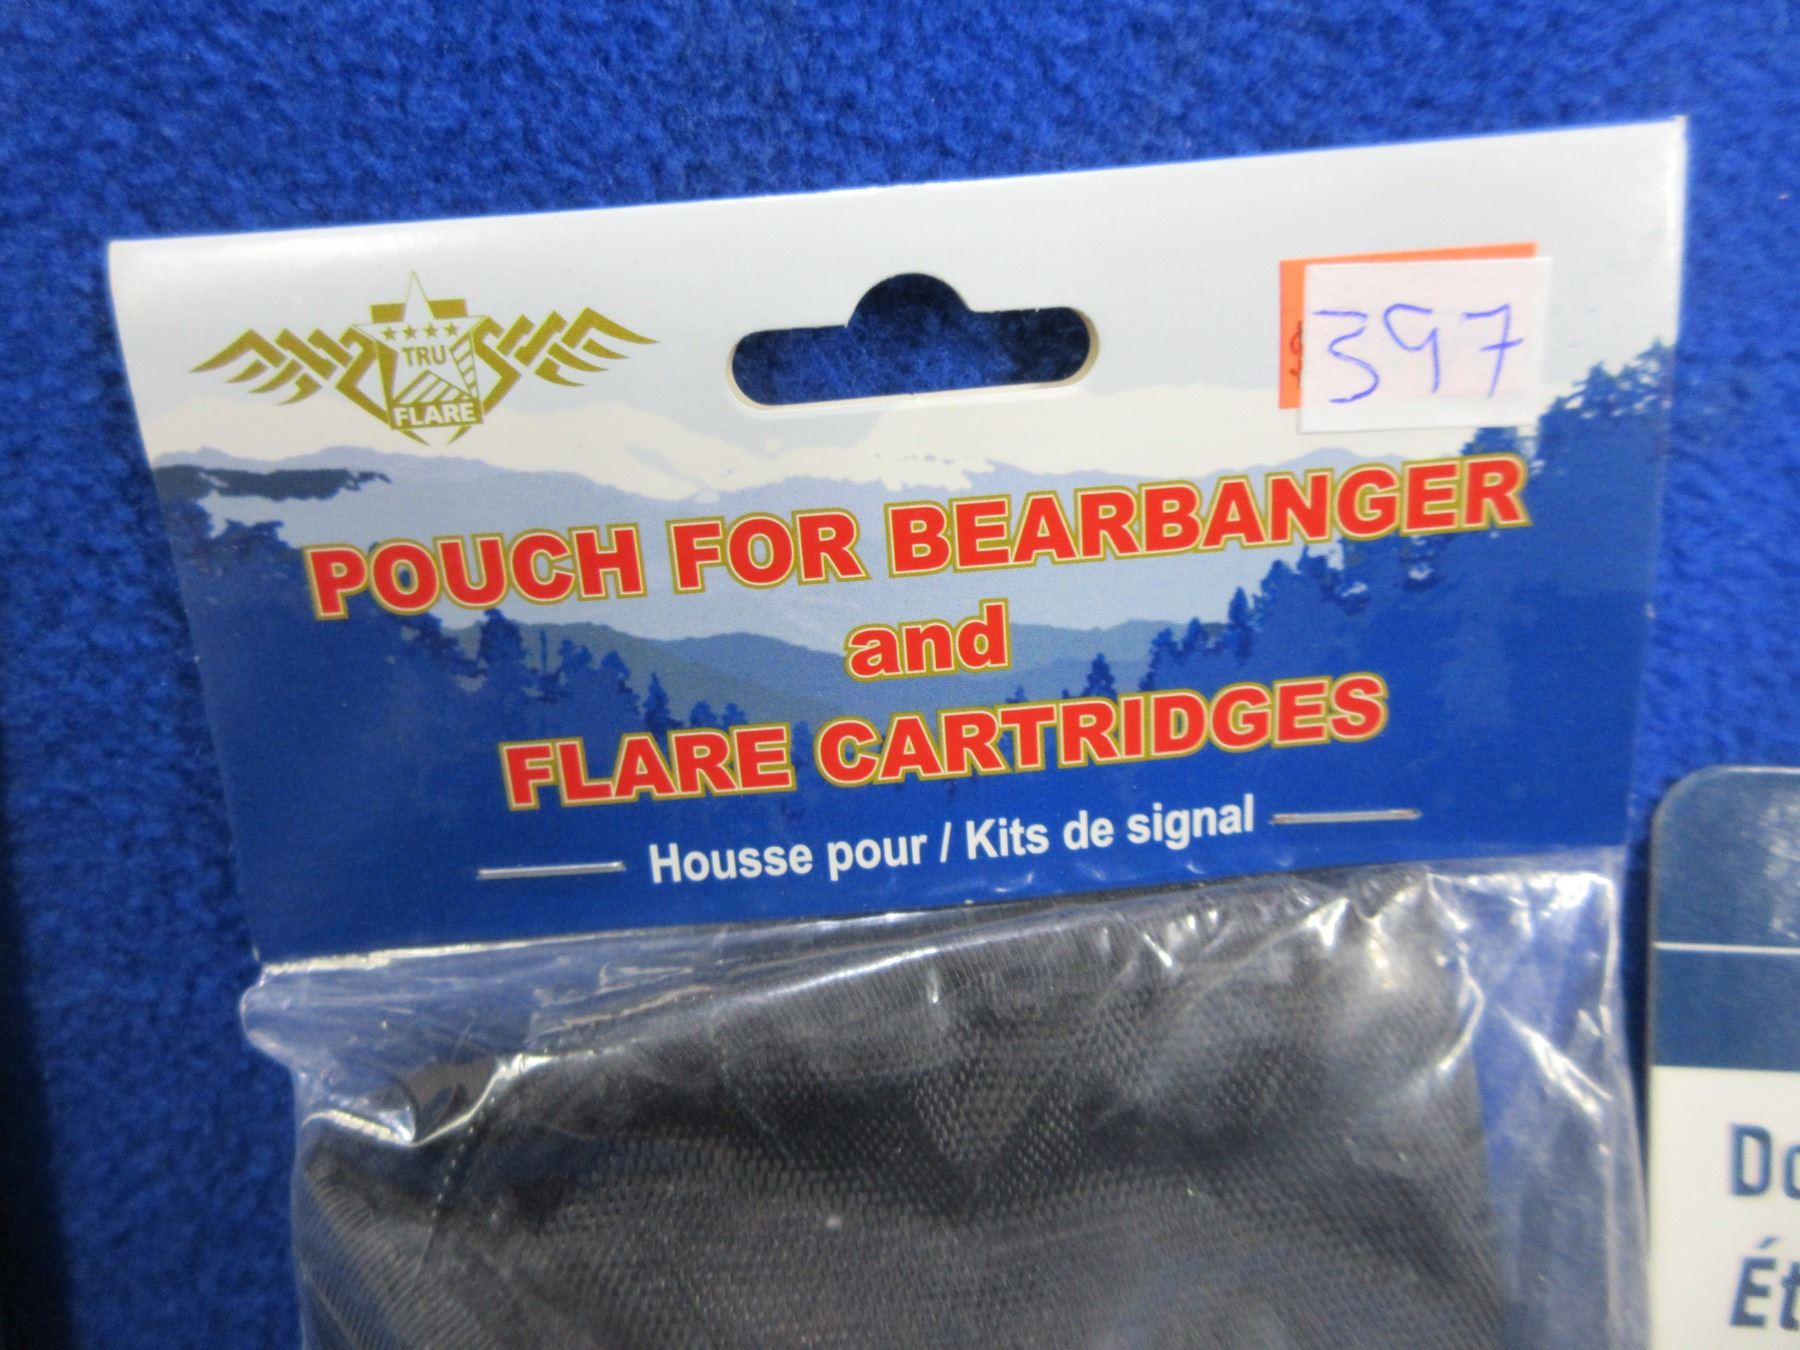 TRU
FLARE
397
POUCH FOR BEARBANGER
and
FLARE CARTRIDGES
Housse pour / Kits de signal